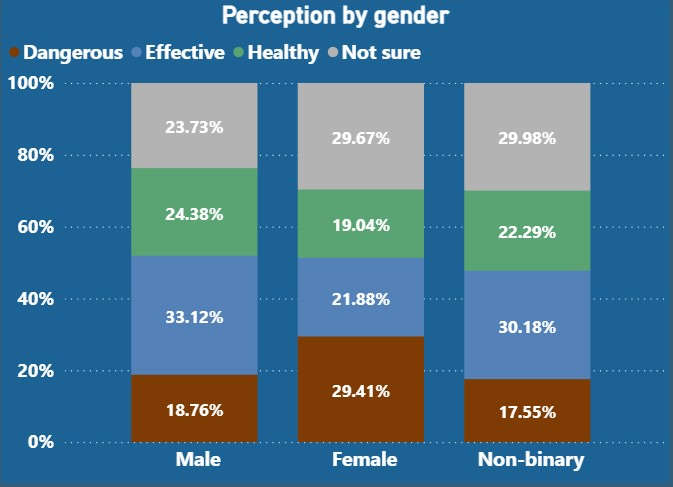 Perception by gender
Dangerous Effective Healthy Not sure
100%
23.73% 29.67% 29.98%
80%
24.38% 19.04% 22.29%
60%
40%
33.12% 21.88% 30.18%
20%
18.76% 29.41% 17.55%
0%
Male Female Non-binary